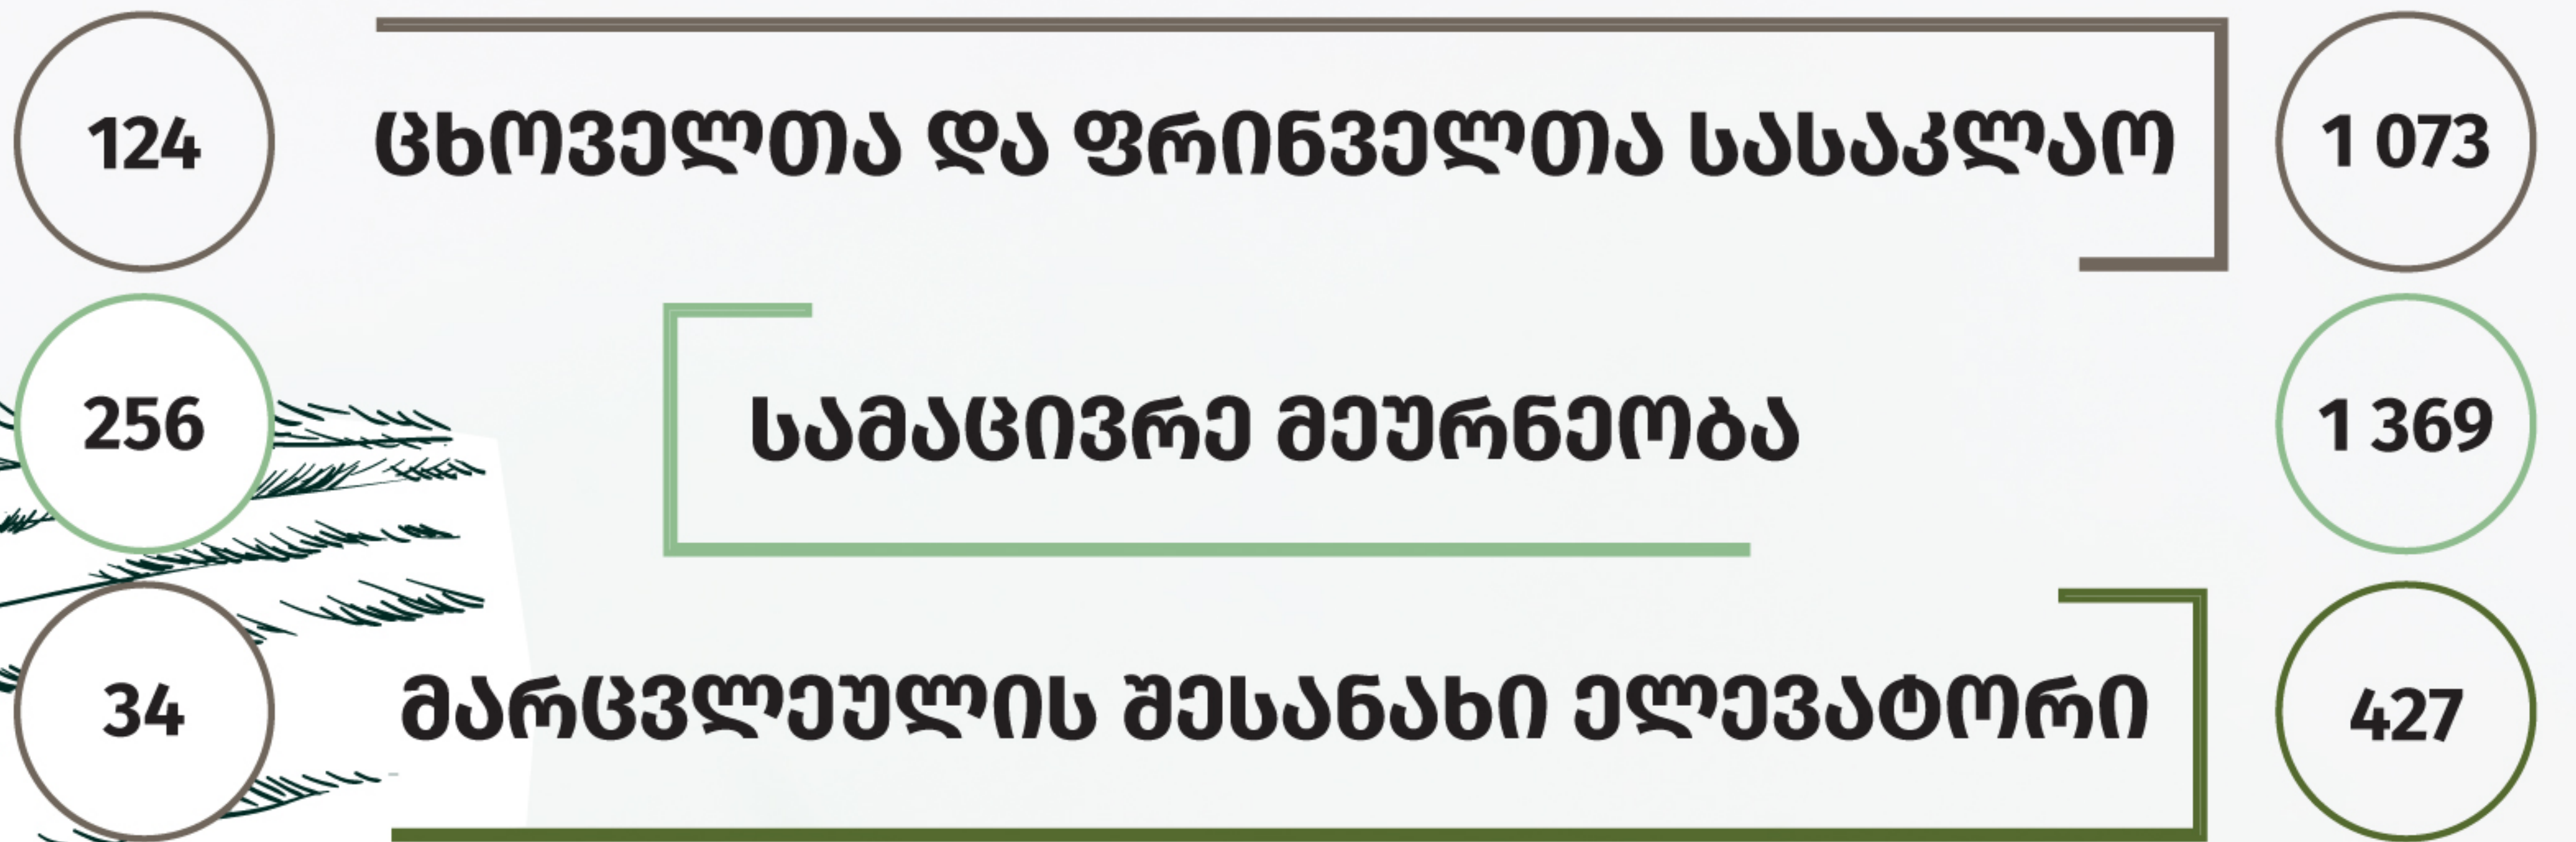 124 ცხოველთა და ფრინველთა სასაკლაო 1 073
256 სამაცივრე მეურნეობა 1 369
34 მარცვლეულის შესანახი ელევატორი 427